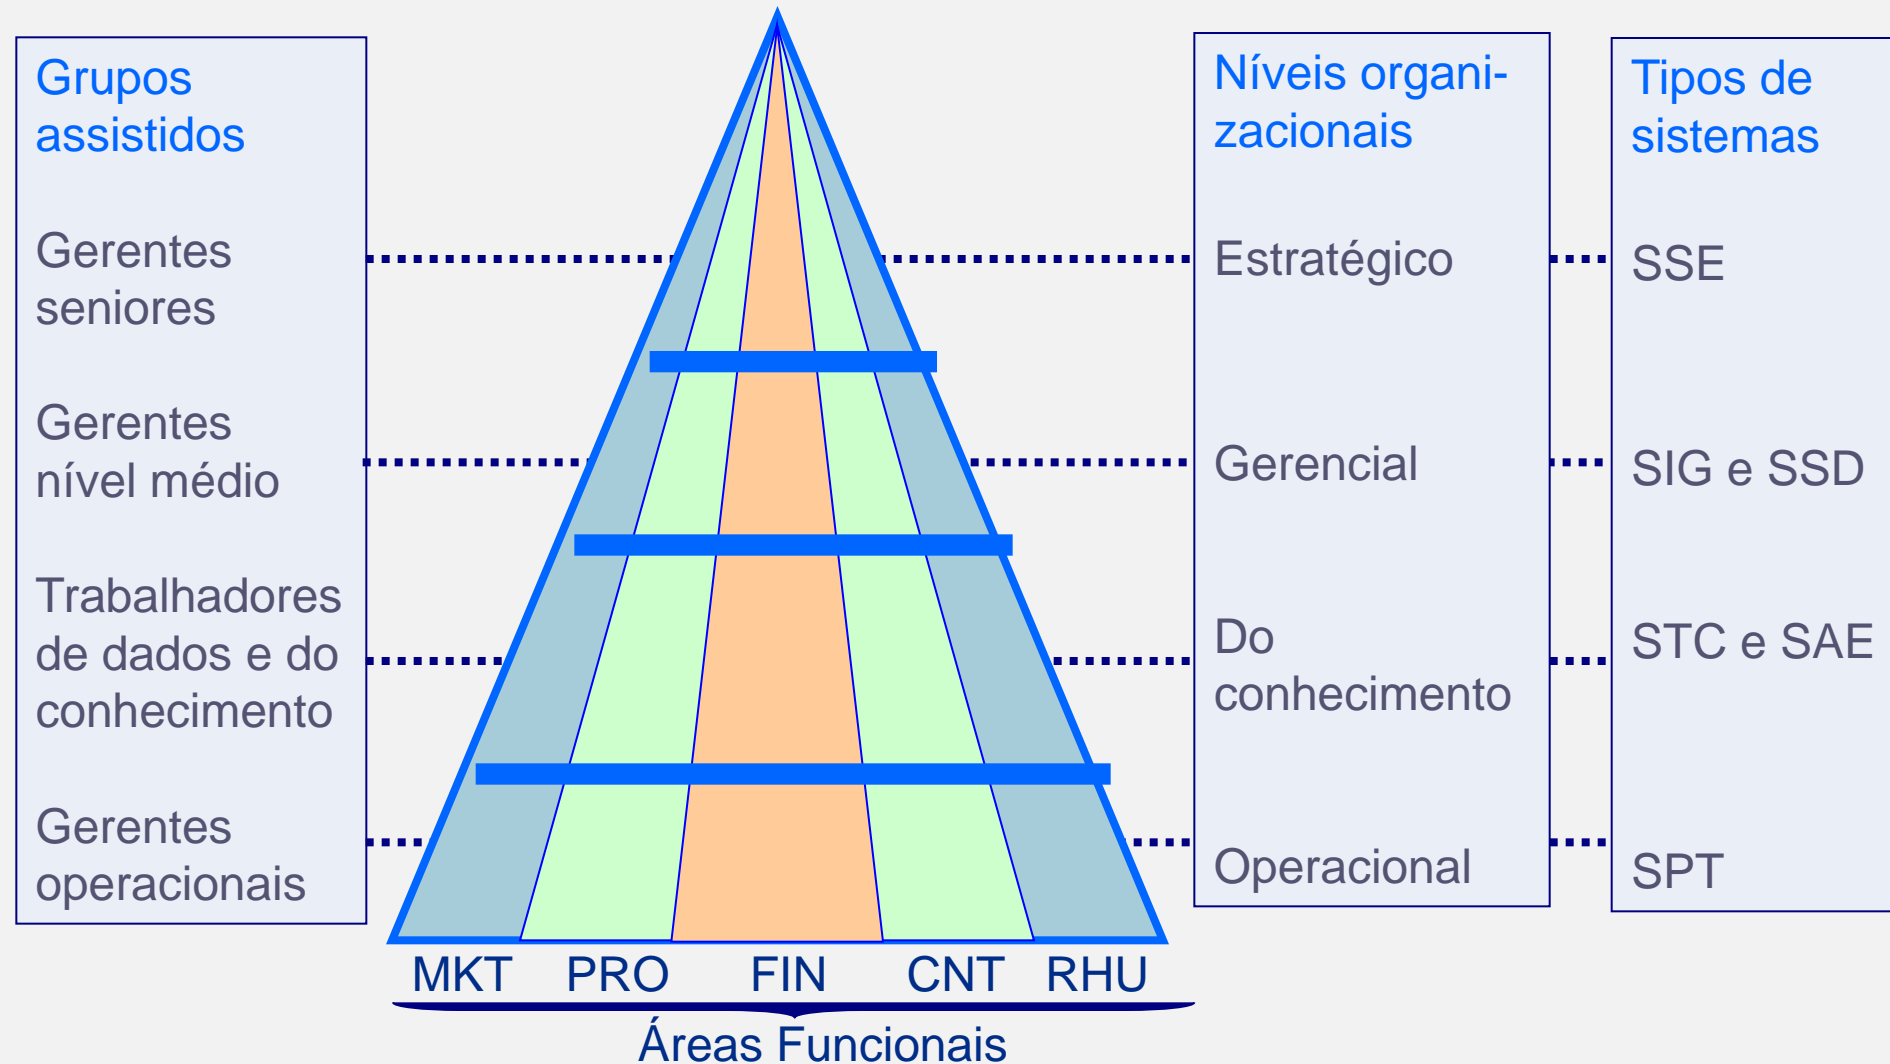 Grupos
assistidos
Gerentes
seniores
Gerentes
nível médio
Trabalhadores
de dados e do
conhecimento
Gerentes
operacionais
MKT PRO FIN CNT RHU
Áreas Funcionais
Níveis organi-
zacionais
Estratégico
Gerencial
Do
conhecimento
Operacional
Tipos de
sistemas
SSE
SIG e SSD
STC e SAE
SPT